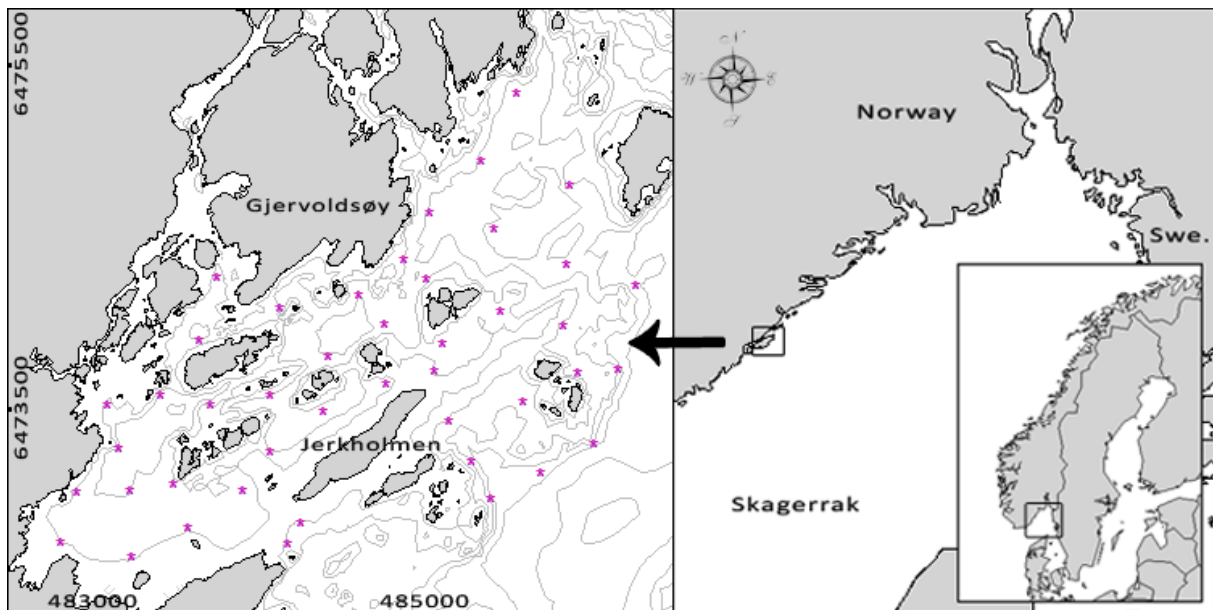 6475500
6473500
Gjervoldsøy
Jerkholmen
483000
485000
N
W
E
S
Norway
Swe.
Skagerrak